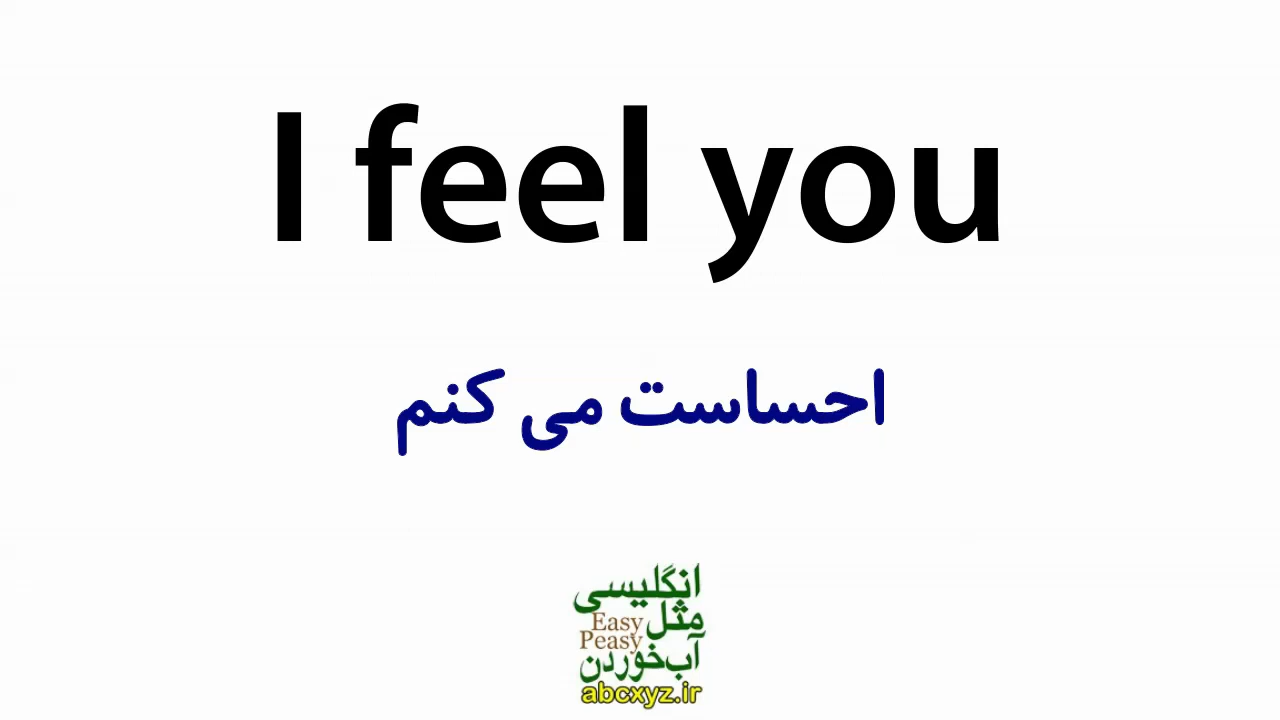 I feel you
احساست می کنم
انگلیسی
مثل
Easy
Peasy
آب‌خوردن
abcxyz.ir